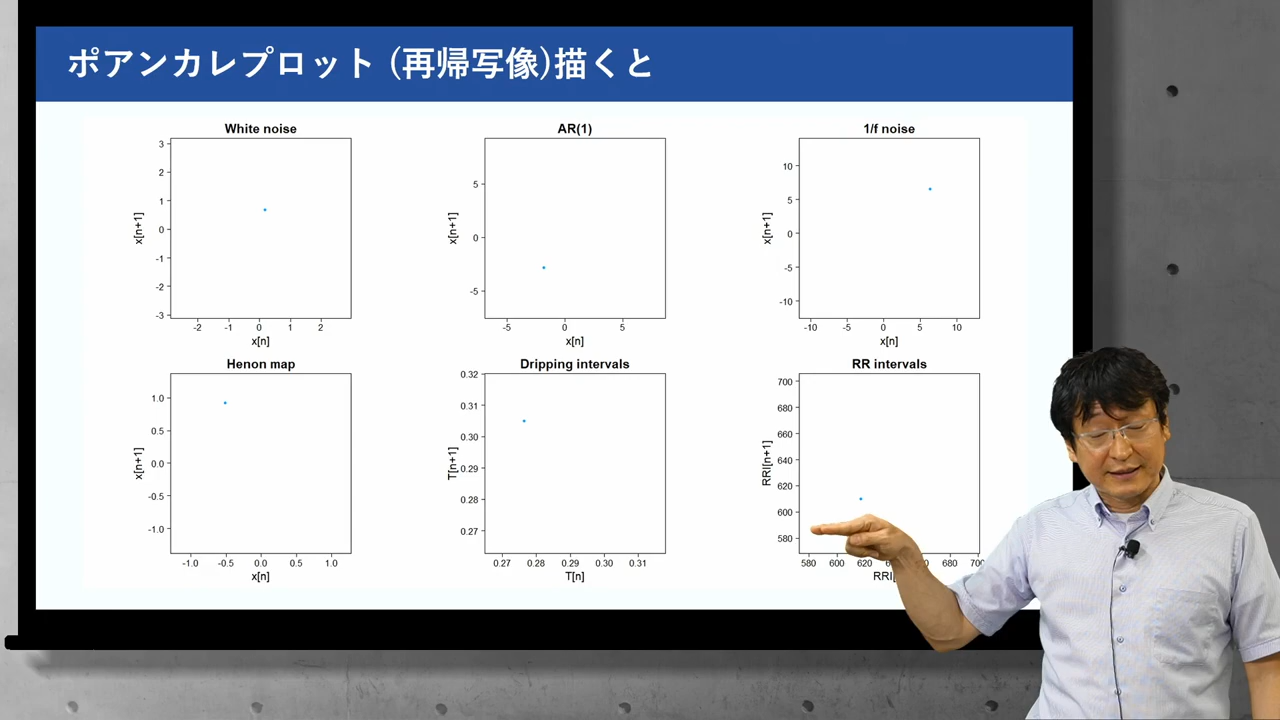 ポアンカレプロット (再帰写像)描くと
White noise
x[n+1]
3
2
1
0
-1
-2
-3
-2 -1 0 1 2
x[n]
AR(1)
x[n+1]
5
0
-5
-5 0 5
x[n]
1/f noise
x[n+1]
10
5
0
-5
-10
-10 -5 0 5 10
x[n]
Henon map
x[n+1]
1.0
0.5
0.0
-0.5
-1.0
-1.0 -0.5 0.0 0.5 1.0
x[n]
Dripping intervals
T[n+1]
0.32
0.31
0.30
0.29
0.28
0.27
0.27 0.28 0.29 0.30 0.31
T[n]
RR intervals
RRI[n+1]
700
680
660
640
620
600
580
580 600 620 680 700